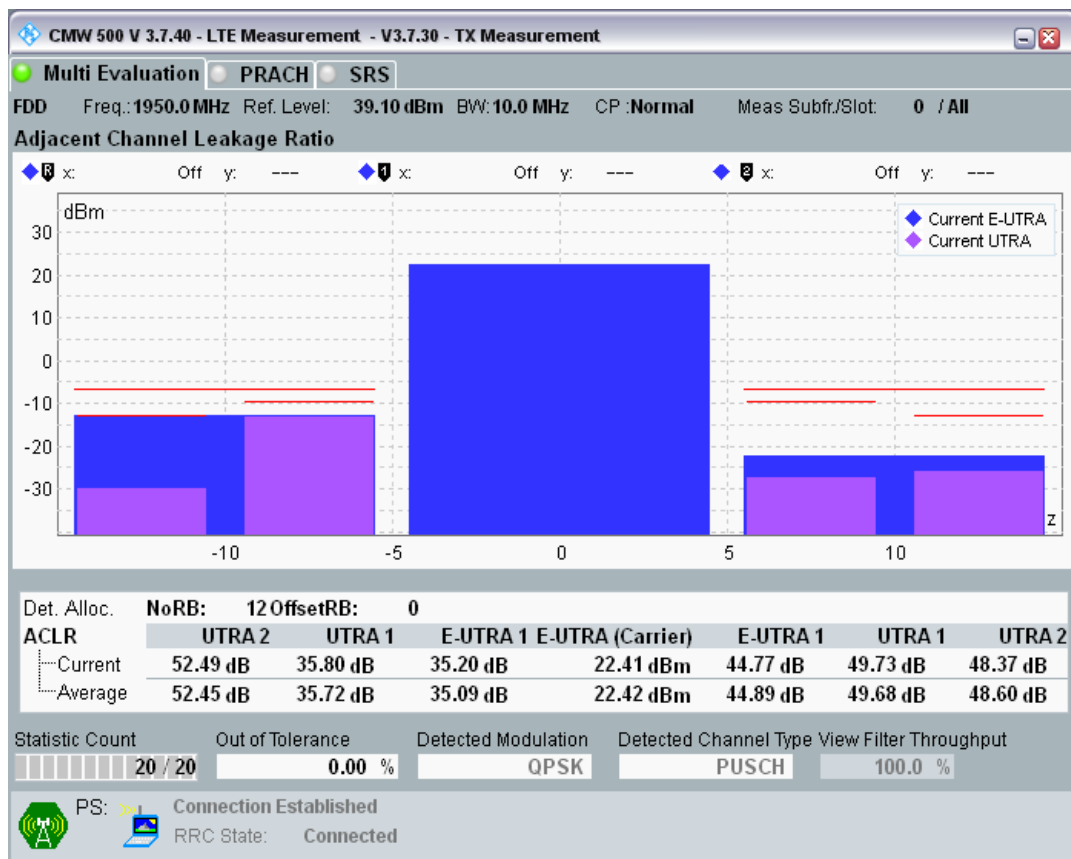 CMW 500 V 3.7.40 - LTE Measurement - V3.7.30 - TX Measurement
Multi Evaluation PRACH SRS
FDD Freq.: 1950.0 MHz Ref. Level: 39.10 dBm BW: 10.0 MHz CP :Normal Meas Subfr./Slot: 0 / All
Adjacent Channel Leakage Ratio
R x: Off y: --- 1 x: Off y: --- 2 x: Off y: ---
dBm
Current E-UTRA
Current UTRA
30
20
10
0
-10
-20
-30
z
-10 -5 0 5 10
Det. Alloc. NoRB: 12 OffsetRB: 0
ACLR UTRA 2 UTRA 1 E-UTRA 1 E-UTRA (Carrier) E-UTRA 1 UTRA 1 UTRA 2
Current 52.49 dB 35.80 dB 35.20 dB 22.41 dBm 44.77 dB 49.73 dB 48.37 dB
Average 52.45 dB 35.72 dB 35.09 dB 22.42 dBm 44.89 dB 49.68 dB 48.60 dB
Statistic Count Out of Tolerance Detected Modulation Detected Channel Type View Filter Throughput
20 / 20 0.00 % QPSK PUSCH 100.0 %
PS: Connection Established
RRC State: Connected